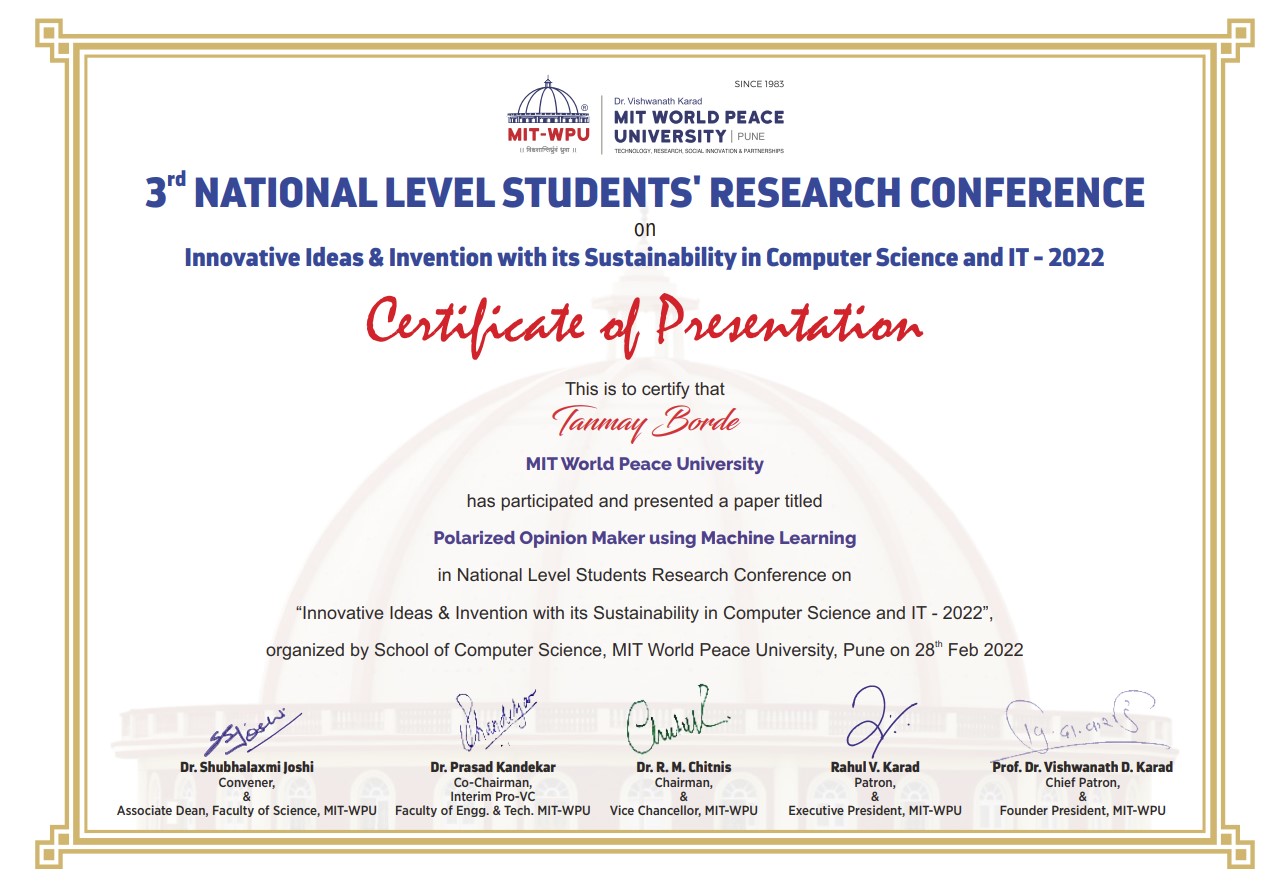 SINCE 1983
Dr. Vishwanath Karad
MIT WORLD PEACE
UNIVERSITY | PUNE
TECHNOLOGY, RESEARCH, SOCIAL INNOVATION & PARTNERSHIPS
®
MIT-WPU
|| विश्वशान्तिर्ध्रुवं ध्रुवा ||
3rd NATIONAL LEVEL STUDENTS' RESEARCH CONFERENCE
on
Innovative Ideas & Invention with its Sustainability in Computer Science and IT - 2022
Certificate of Presentation
This is to certify that
Tanmay Borde
MIT World Peace University
has participated and presented a paper titled
Polarized Opinion Maker using Machine Learning
in National Level Students Research Conference on
“Innovative Ideas & Invention with its Sustainability in Computer Science and IT - 2022”,
organized by School of Computer Science, MIT World Peace University, Pune on 28th Feb 2022
Dr. Shubhalaxmi Joshi
Convener,
&
Associate Dean, Faculty of Science, MIT-WPU
Dr. Prasad Kandekar
Co-Chairman,
Interim Pro-VC
Faculty of Engg. & Tech. MIT-WPU
Dr. R. M. Chitnis
Chairman,
&
Vice Chancellor, MIT-WPU
Rahul V. Karad
Patron,
&
Executive President, MIT-WPU
Prof. Dr. Vishwanath D. Karad
Chief Patron,
&
Founder President, MIT-WPU